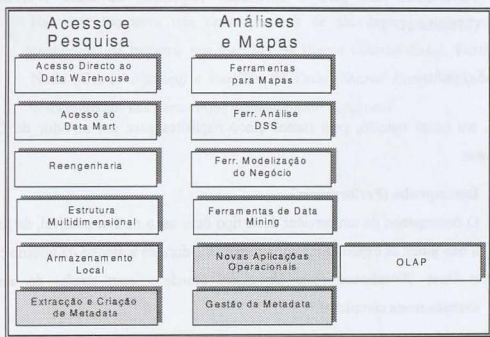 Acesso
Pesquisa
Acesso Directo ao
Data Warehouse
Acesso ao
Data Mart
Reengenharia
Estrutura
Multidimensional
Armazenamento
Local
Extracção e Criação
de Metadata
Análises
e Mapas
Ferramentas
para Mapas
Ferr. Análise
DSS
Ferr. Modelização
do Negócio
Ferramentas de Data
Mining
Novas Aplicações
Operacionais
Gestão da Metadata
OLAP